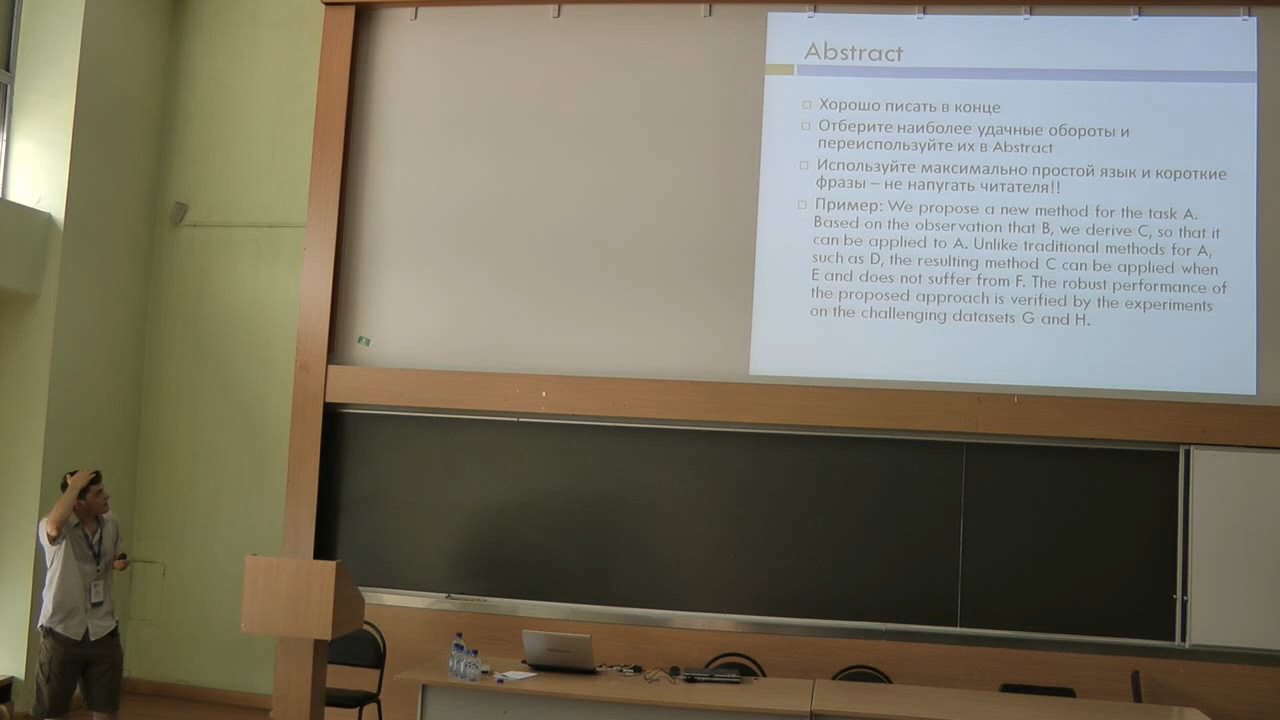 Abstract
Хорошо писать в конце
Отберите наиболее удачные обороты и
переиспользуйте их в Abstract
Используйте максимально простой язык и короткие
фразы – не напугать читателя!!
Пример: We propose a new method for the task A.
Based on the observation that B, we derive C, so that it
can be applied to A. Unlike traditional methods for A,
such as D, the resulting method C can be applied when
E and does not suffer from F. The robust performance of
the proposed approach is verified by the experiments
on the challenging datasets G and H.